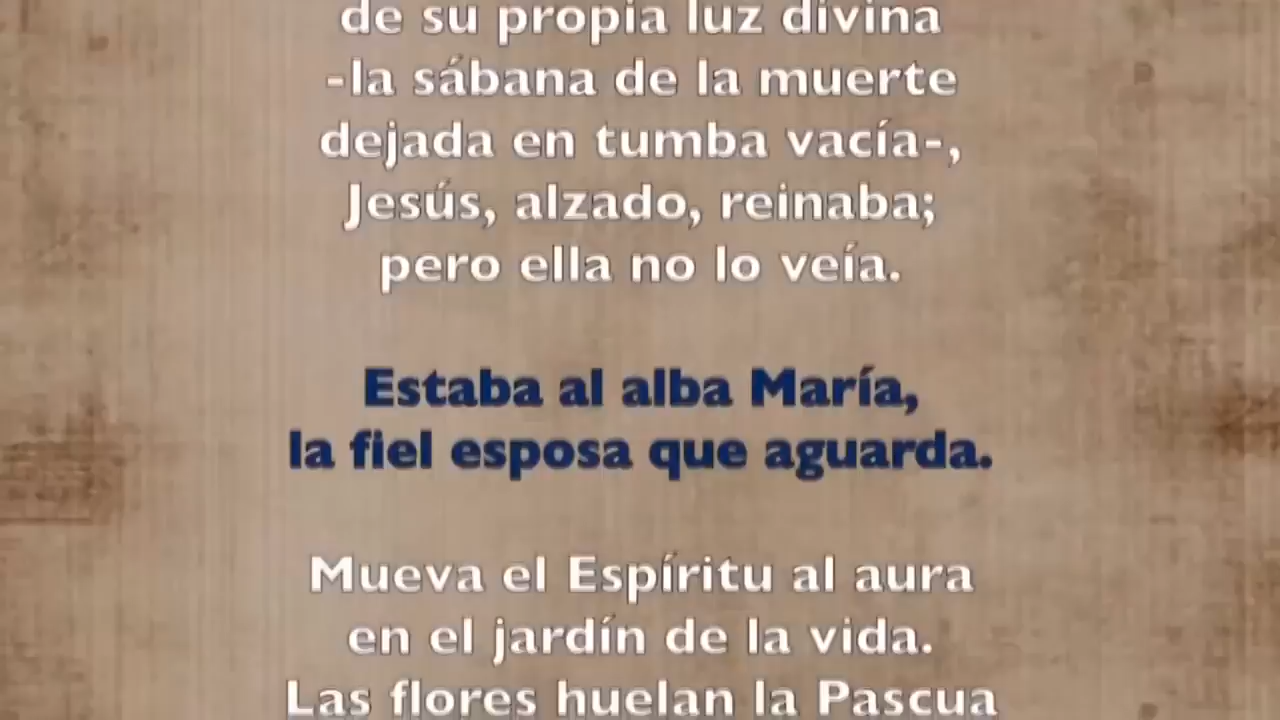 de su propia luz divina
-la sábana de la muerte
dejada en tumba vacía-,
Jesús, alzado, reinaba;
pero ella no lo veía.
Estaba al alba María,
la fiel esposa que aguarda.
Mueva el Espíritu al aura
en el jardín de la vida.
Las flores huelan la Pascua